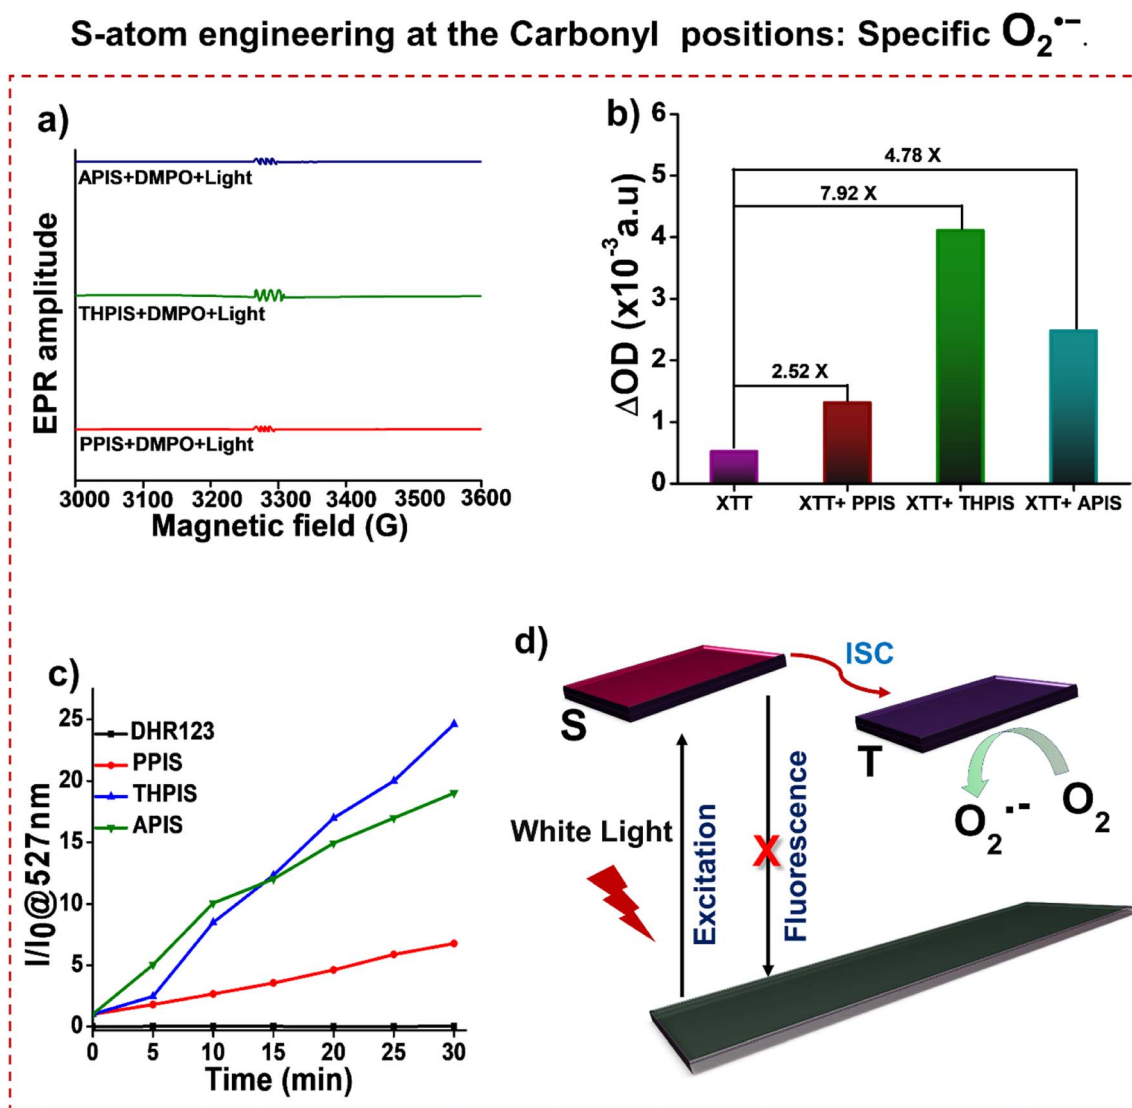 S-atom engineering at the Carbonyl positions: Specific O₂•−.
a)
EPR amplitude
APIS+DMPO+Light
THPIS+DMPO+Light
PPIS+DMPO+Light
3000 3100 3200 3300 3400 3500 3600
Magnetic field (G)
b)
ΔOD (x10⁻³a.u)
6
5
4
3
2
1
0
4.78 X
7.92 X
2.52 X
XTT XTT+ PPIS XTT+ THPIS XTT+ APIS
c)
I/I0@527nm
25
20
15
10
5
0
DHR123
PPIS
THPIS
APIS
0 5 10 15 20 25 30
Time (min)
d)
S
ISC
T
O₂·-
O₂
White Light
Excitation
X
Fluorescence